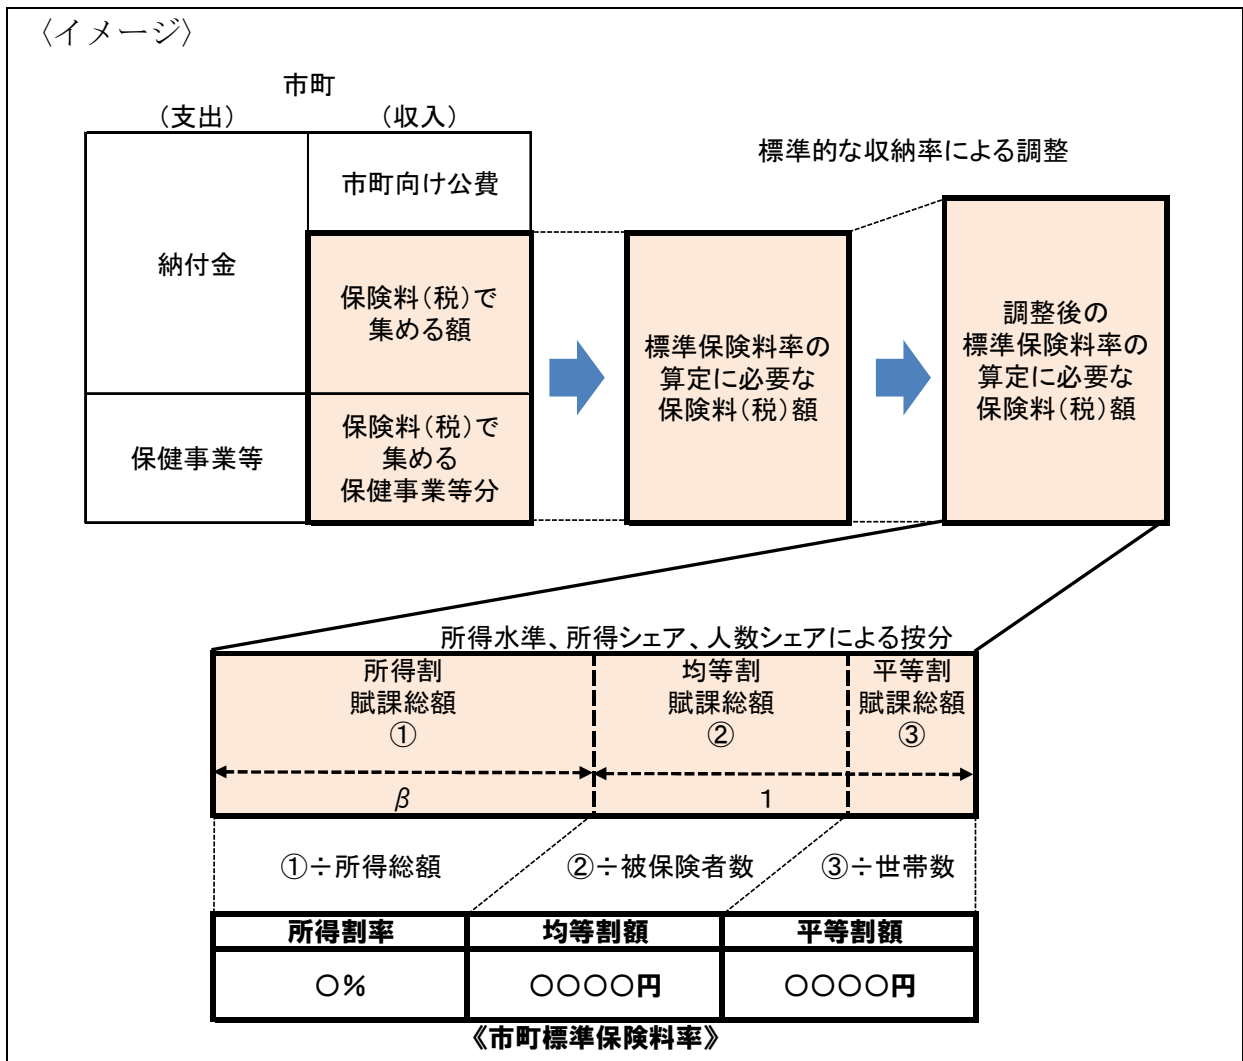 〈イメージ〉
市町
（支出）
（収入）
標準的な収納率による調整
市町向け公費
納付金
保険料（税）で
集める額
標準保険料率の
算定に必要な
保険料（税）額
調整後の
標準保険料率の
算定に必要な
保険料（税）額
保健事業等
保険料（税）で
集める
保健事業等分
所得水準、所得シェア、人数シェアによる按分
所得割
賦課総額
①
均等割
賦課総額
②
平等割
賦課総額
③
β
1
①÷所得総額
②÷被保険者数
③÷世帯数
所得割率
均等割額
平等割額
○%
○○○○円
○○○○円
《市町標準保険料率》